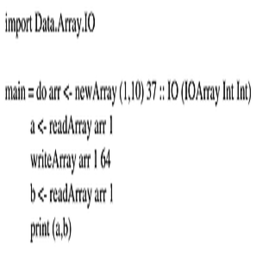 import Data.Array.IO
main = do arr <- newArray (1,10) 37 :: IO (IOArray Int Int)
a <- readArray arr 1
writeArray arr 1 64
b <- readArray arr 1
print (a,b)